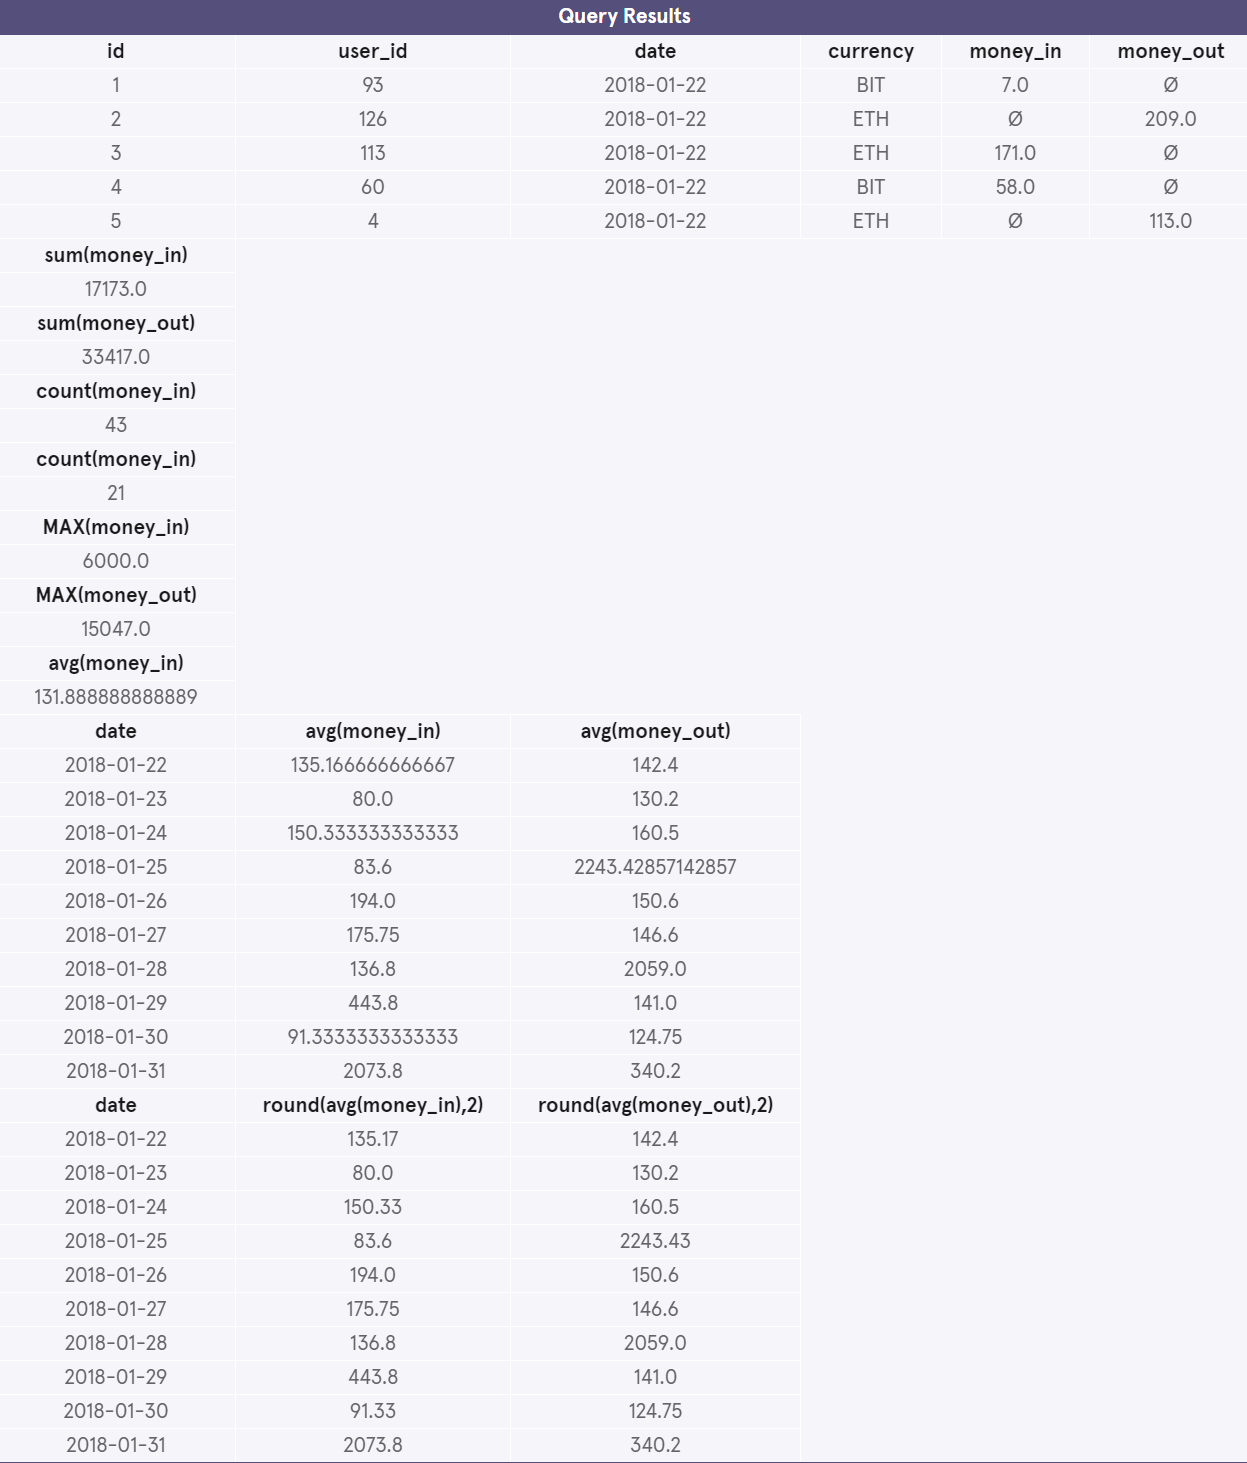 Query Results
id user_id date currency money_in money_out
1 93 2018-01-22 BIT 7.0 Ø
2 126 2018-01-22 ETH Ø 209.0
3 113 2018-01-22 ETH 171.0 Ø
4 60 2018-01-22 BIT 58.0 Ø
5 4 2018-01-22 ETH Ø 113.0
sum(money_in)
17173.0
sum(money_out)
33417.0
count(money_in)
43
count(money_in)
21
MAX(money_in)
6000.0
MAX(money_out)
15047.0
avg(money_in)
131.888888888889
date avg(money_in) avg(money_out)
2018-01-22 135.166666666667 142.4
2018-01-23 80.0 130.2
2018-01-24 150.333333333333 160.5
2018-01-25 83.6 2243.42857142857
2018-01-26 194.0 150.6
2018-01-27 175.75 146.6
2018-01-28 136.8 2059.0
2018-01-29 443.8 141.0
2018-01-30 91.3333333333333 124.75
2018-01-31 2073.8 340.2
date round(avg(money_in),2) round(avg(money_out),2)
2018-01-22 135.17 142.4
2018-01-23 80.0 130.2
2018-01-24 150.33 160.5
2018-01-25 83.6 2243.43
2018-01-26 194.0 150.6
2018-01-27 175.75 146.6
2018-01-28 136.8 2059.0
2018-01-29 443.8 141.0
2018-01-30 91.33 124.75
2018-01-31 2073.8 340.2